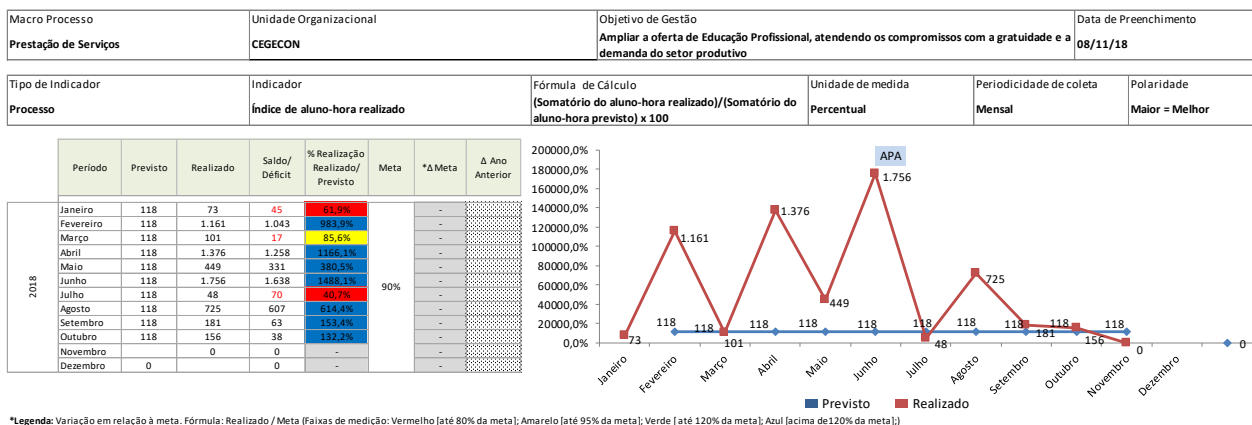 Macro Processo
Prestação de Serviços
Unidade Organizacional
CEGECON
Objetivo de Gestão
Ampliar a oferta de Educação Profissional, atendendo os compromissos com a gratuidade e a
demanda do setor produtivo
Data de Preenchimento
08/11/18
Tipo de Indicador
Processo
Indicador
Índice de aluno-hora realizado
Fórmula de Cálculo
(Somatório do aluno-hora realizado)/(Somatório do
aluno-hora previsto) x 100
Unidade de medida
Percentual
Periodicidade de coleta
Mensal
Polaridade
Maior = Melhor
Período Previsto Realizado Saldo/ Déficit % Realização Realizado/ Previsto Meta *Δ Meta Δ Ano Anterior
2018
Janeiro 118 73 45 61,9% -
Fevereiro 118 1.161 1.043 983,9% -
Março 118 101 17 85,6% -
Abril 118 1.376 1.258 1166,1% -
Maio 118 449 331 380,5% -
Junho 118 1.756 1.638 1488,1% -
90%
Julho 118 48 70 40,7% -
Agosto 118 725 607 614,4% -
Setembro 118 181 63 153,4% -
Outubro 118 156 38 132,2% -
Novembro 0 0 - -
Dezembro 0 0 - -
200000,0%
180000,0%
160000,0%
140000,0%
120000,0%
100000,0%
80000,0%
60000,0%
40000,0%
20000,0%
0,0%
APA
1.756
1.376
1.161
725
449
118 118 118 118 118 118 118 118 118 118
73 101 48 181 156 0 0
Janeiro Fevereiro Março Abril Maio Junho Julho Agosto Setembro Outubro Novembro Dezembro
Previsto Realizado
*Legenda: Variação em relação à meta. Fórmula: Realizado / Meta (Faixas de medição: Vermelho [até 80% da meta]; Amarelo [até 95% da meta]; Verde [ até 120% da meta]; Azul [acima de120% da meta];)